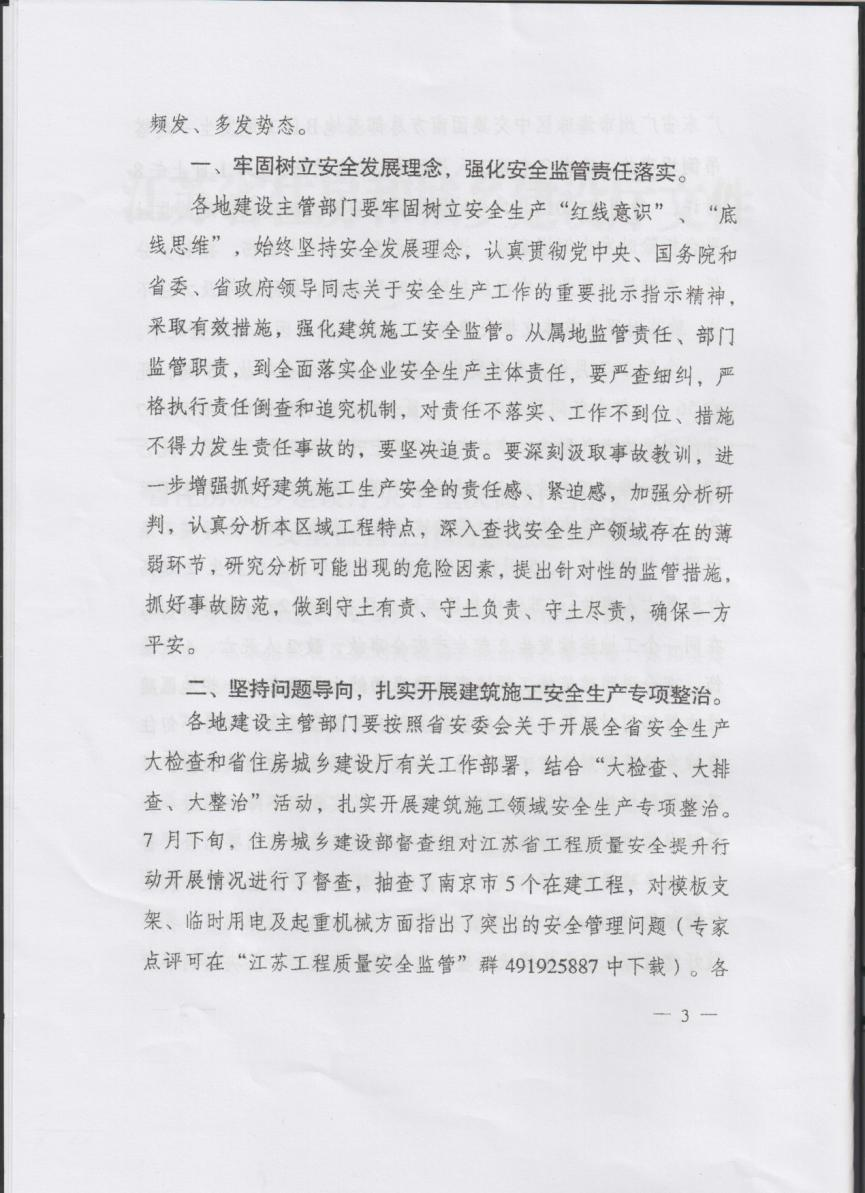 频发、多发势态。
一、牢固树立安全发展理念，强化安全监管责任落实。
各地建设主管部门要牢固树立安全生产“红线意识”、“底
线思维”，始终坚持安全发展理念，认真贯彻党中央、国务院和
省委、省政府领导同志关于安全生产工作的重要批示指示精神，
采取有效措施，强化建筑施工安全监管。从属地监管责任、部门
监管职责，到全面落实企业安全生产主体责任，要严查细纠，严
格执行责任倒查和追究机制，对责任不落实、工作不到位、措施
不得力发生责任事故的，要坚决追责。要深刻汲取事故教训，进
一步增强抓好建筑施工生产安全的责任感、紧迫感，加强分析研
判，认真分析本区域工程特点，深入查找安全生产领域存在的薄
弱环节，研究分析可能出现的危险因素，提出针对性的监管措施，
抓好事故防范，做到守土有责、守土负责、守土尽责，确保一方
平安。
二、坚持问题导向，扎实开展建筑施工安全生产专项整治。
各地建设主管部门要按照省安委会关于开展全省安全生产
大检查和省住房城乡建设厅有关工作部署，结合“大检查、大排
查、大整治”活动，扎实开展建筑施工领域安全生产专项整治。
7月下旬，住房城乡建设部督查组对江苏省工程质量安全提升行
动开展情况进行了督查，抽查了南京市5个在建工程，对模板支
架、临时用电及起重机械方面指出了突出的安全管理问题（专家
点评可在“江苏工程质量安全监管”群491925887中下载）。各
— 3 —